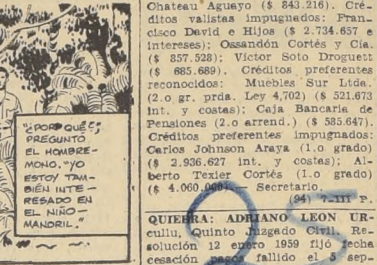 "¿POR QUÉ?",
PREGUNTÓ
EL HOMBRE-
MONO. "YO
ESTOY TAM-
BIÉN INTE-
RESADO EN
EL NIÑO-
MANDRIL."
Chateau Aguayo ($ 843.216). Cré-
ditos valistas impugnados: Fran-
cisco David e Hijos ($ 2.734.657 e
intereses); Ossandón Cortés y Cía.
($ 857.528); Víctor Soto Droguett
($ 685.689). Créditos preferentes
reconocidos: Muebles Sur Ltda.
(2.o gr. prda. Ley 4,702) ($ 521.673
int. y costas); Caja Bancaria de
Pensiones (2.o arrend.) ($ 535.647).
Créditos preferentes impugnados:
Carlos Johnson Araya (1.o grado)
($ 2.936.627 int. y costas); Al-
berto Texier Cortés (1.o grado)
($ 4.060.000). — Secretario.
(94) 7-111 P.
QUIEBRA: ADRIANO LEON UR-
cullu, Quinto Juzgado Civil. Re-
solución 12 enero 1959 fijó fecha
cesación pagos fallido el 5 sep-